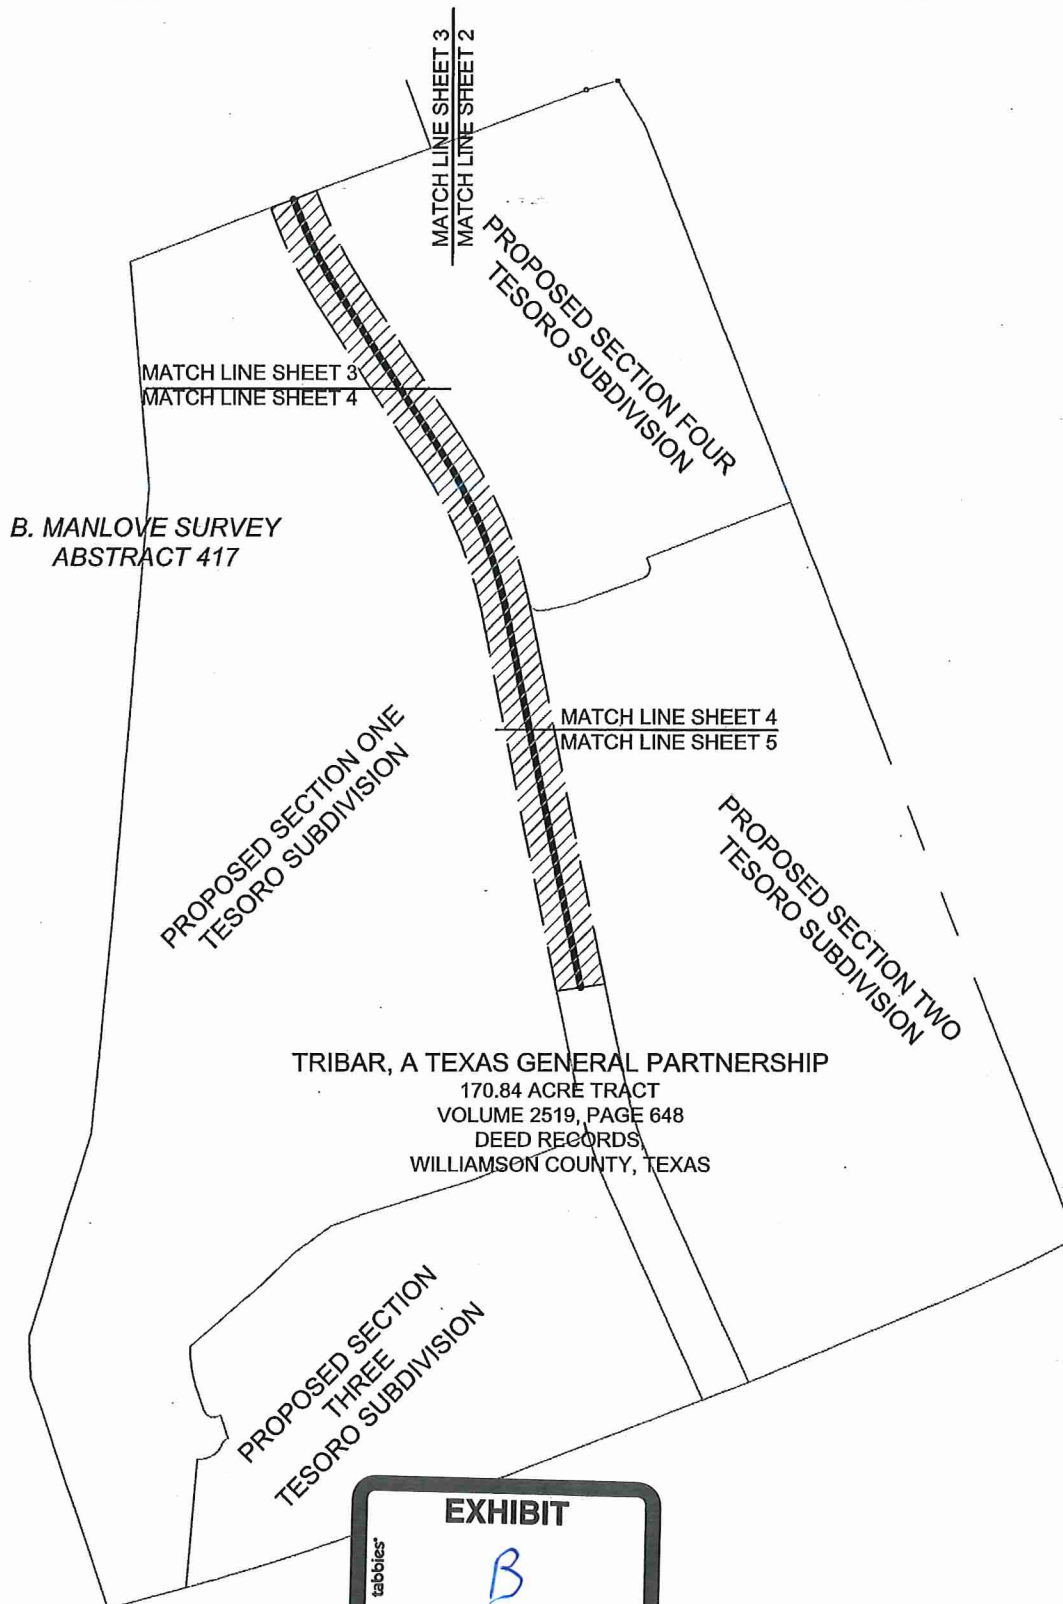 MATCH LINE SHEET 3
MATCH LINE SHEET 2
PROPOSED SECTION FOUR
TESORO SUBDIVISION
MATCH LINE SHEET 3
MATCH LINE SHEET 4
B. MANLOVE SURVEY
ABSTRACT 417
PROPOSED SECTION ONE
TESORO SUBDIVISION
MATCH LINE SHEET 4
MATCH LINE SHEET 5
PROPOSED SECTION TWO
TESORO SUBDIVISION
TRIBAR, A TEXAS GENERAL PARTNERSHIP
170.84 ACRE TRACT
VOLUME 2519, PAGE 648
DEED RECORDS,
WILLIAMSON COUNTY, TEXAS
PROPOSED SECTION
THREE
TESORO SUBDIVISION
EXHIBIT
tabbies®
B